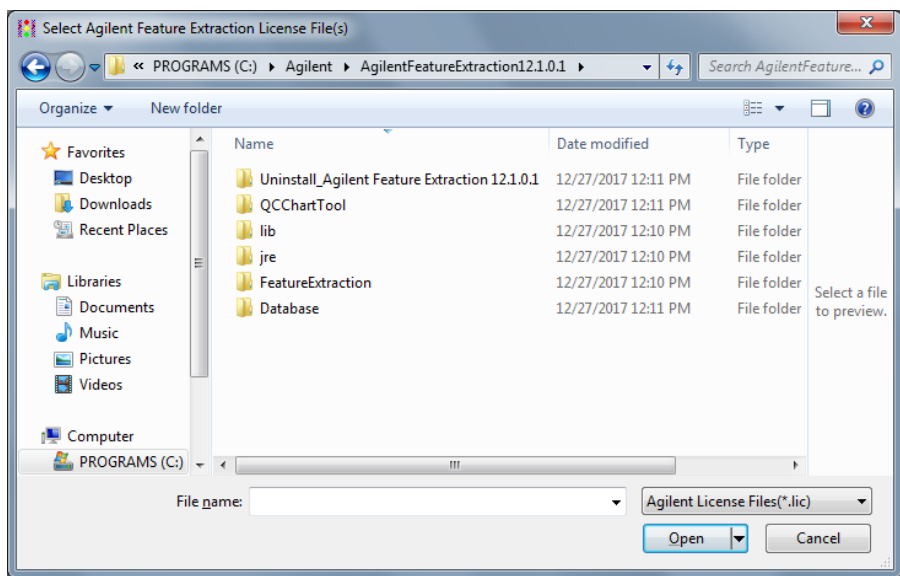 Select Agilent Feature Extraction License File(s)
« PROGRAMS (C:) Agilent AgilentFeatureExtraction12.1.0.1 Search AgilentFeature...
Organize New folder
Name Date modified Type
Favorites
Desktop
Downloads
Recent Places
Libraries
Documents
Music
Pictures
Videos
Computer
PROGRAMS (C:)
Uninstall_Agilent Feature Extraction 12.1.0.1 12/27/2017 12:11 PM File folder
QCChartTool 12/27/2017 12:11 PM File folder
lib 12/27/2017 12:10 PM File folder
jre 12/27/2017 12:10 PM File folder
FeatureExtraction 12/27/2017 12:10 PM File folder
Database 12/27/2017 12:11 PM File folder
Select a file
to preview.
File name: Agilent License Files(*.lic)
Open Cancel